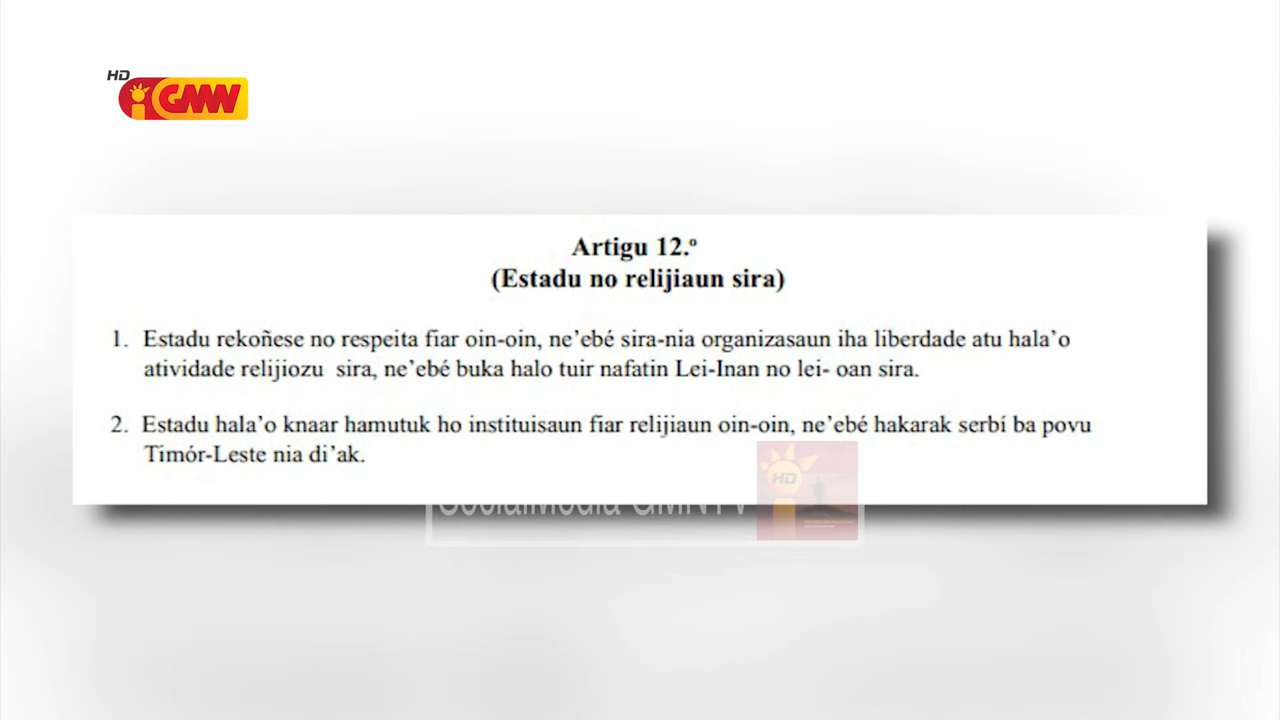 HD
GMN
Artigu 12.º
(Estadu no relijiaun sira)
1. Estadu rekoñese no respeita fiar oin-oin, ne’ebé sira-nia organizasaun iha liberdade atu hala’o
atividade relijiozu sira, ne’ebé buka halo tuir nafatin Lei-Inan no lei- oan sira.
2. Estadu hala’o knaar hamutuk ho instituisaun fiar relijiaun oin-oin, ne’ebé hakarak serbí ba povu
Timór-Leste nia di’ak.
SocialMedia GMNTV
HD